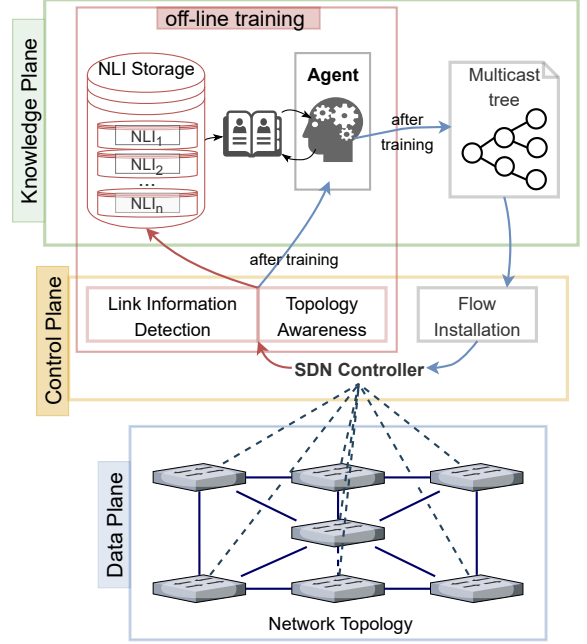 off-line training
Knowledge Plane
NLI Storage
NLI1
NLI2
...
NLIn
Agent
after
training
Multicast
tree
after training
Control Plane
Link Information
Detection
Topology
Awareness
Flow
Installation
SDN Controller
Data Plane
Network Topology